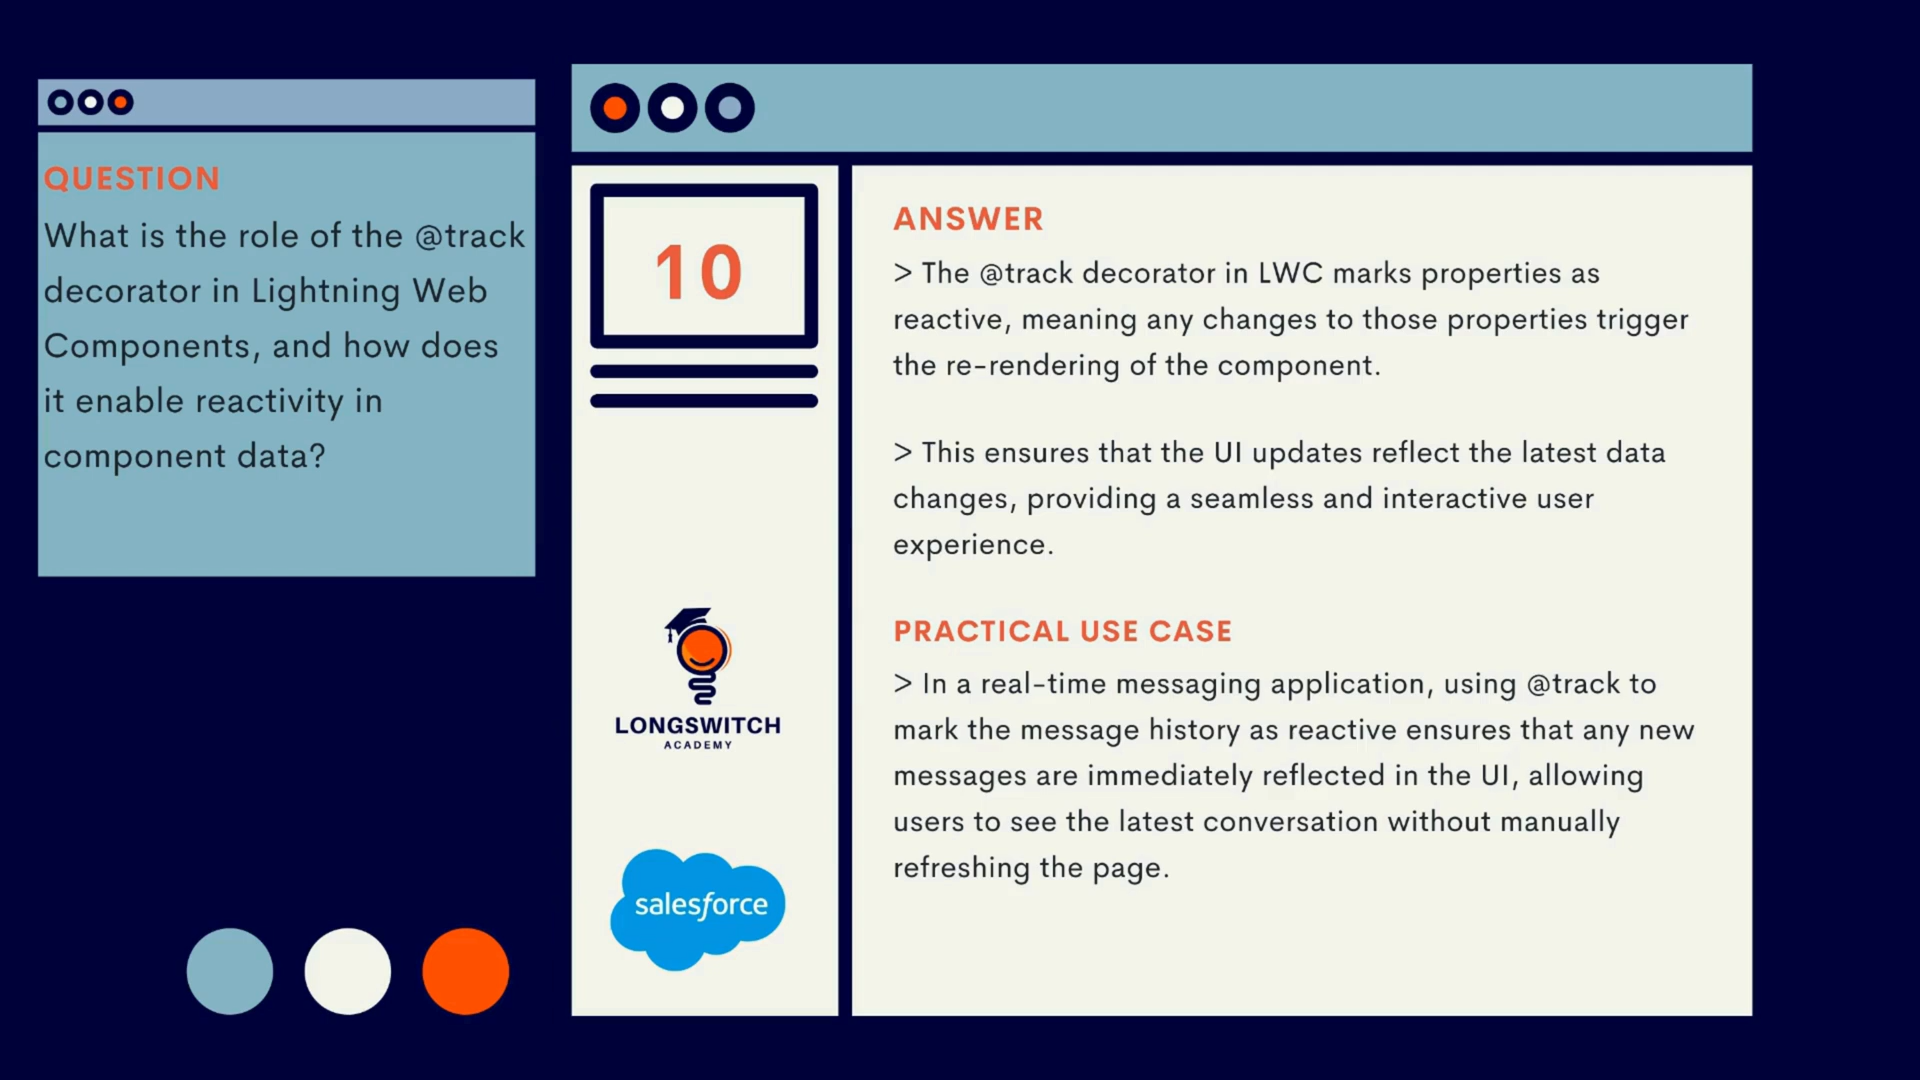 QUESTION
What is the role of the @track
decorator in Lightning Web
Components, and how does
it enable reactivity in
component data?
10
LONGSWITCH
ACADEMY
salesforce
ANSWER
> The @track decorator in LWC marks properties as
reactive, meaning any changes to those properties trigger
the re-rendering of the component.
> This ensures that the UI updates reflect the latest data
changes, providing a seamless and interactive user
experience.
PRACTICAL USE CASE
> In a real-time messaging application, using @track to
mark the message history as reactive ensures that any new
messages are immediately reflected in the UI, allowing
users to see the latest conversation without manually
refreshing the page.